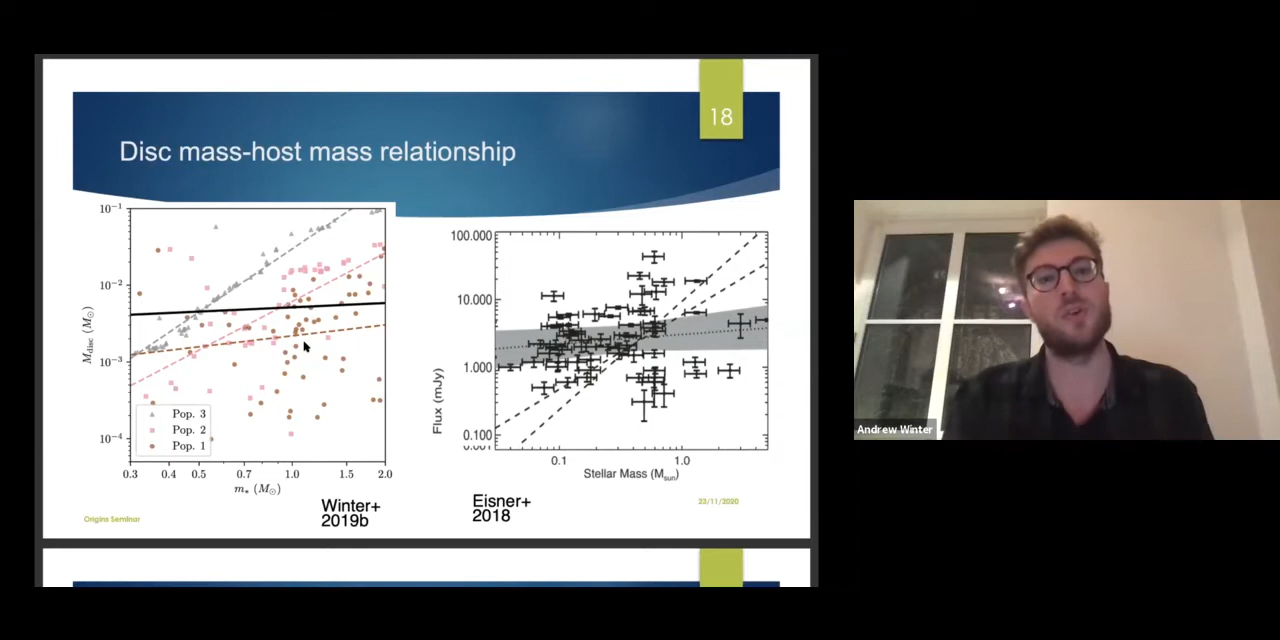 18
Disc mass-host mass relationship
10⁻¹
10⁻²
10⁻³
10⁻⁴
M_disc (M_⊙)
Pop. 3
Pop. 2
Pop. 1
0.3 0.4 0.5 0.7 1.0 1.5 2.0
m_* (M_⊙)
Winter+
2019b
100.000
10.000
1.000
0.100
Flux (mJy)
0.1 1.0
Stellar Mass (M_sun)
Eisner+
2018
Origins Seminar
23/11/2020
Andrew Winter